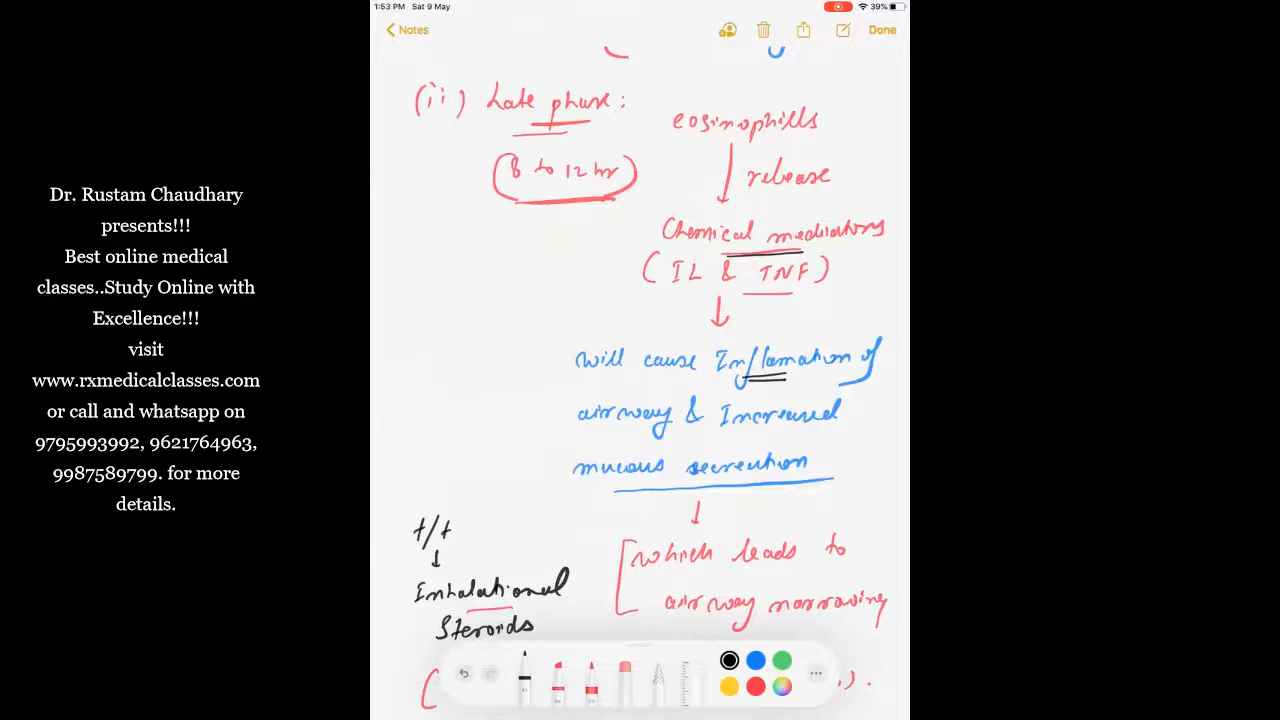 1:53 PM Sat 9 May
39%
Notes
Done
Dr. Rustam Chaudhary
presents!!!
Best online medical
classes..Study Online with
Excellence!!!
visit
www.rxmedicalclasses.com
or call and whatsapp on
9795993992, 9621764963,
9987589799. for more
details.
(ii) Late phase:
(8 to 12 hr)
eosinophills
release
Chemical mediators
(IL & TNF)
will cause Inflamation of
airway & Increased
mucous secreution
which leads to
airway narrowing
t/t
Inhalational
Steroids